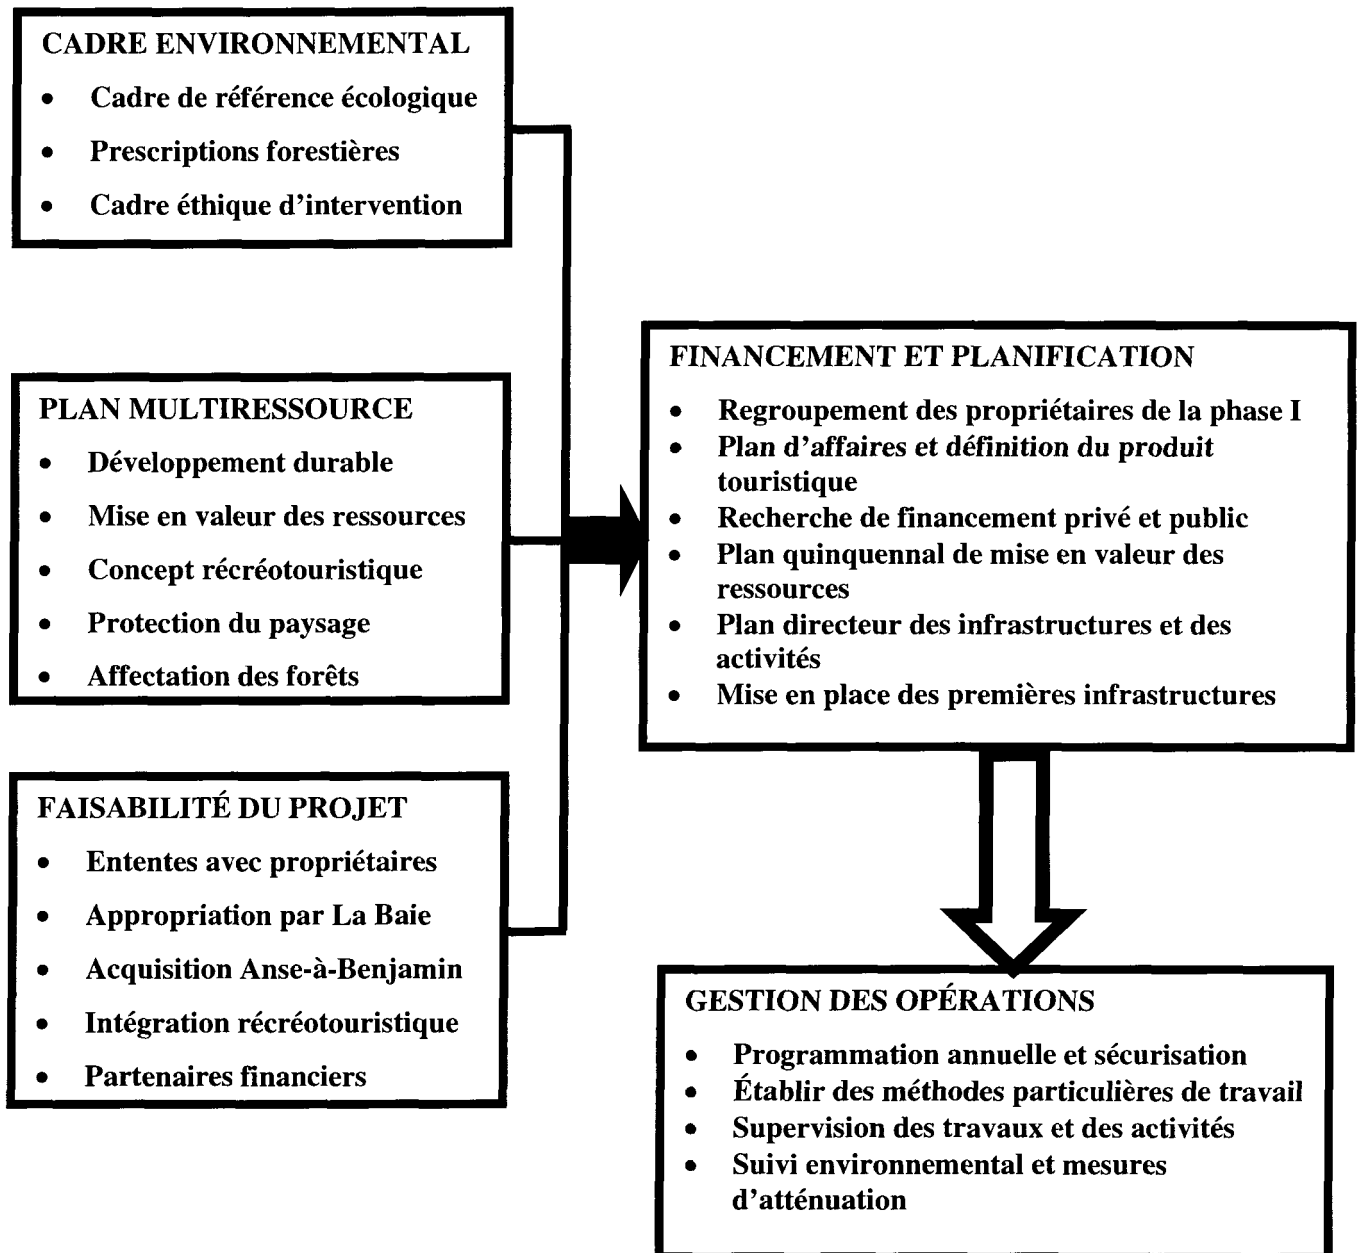 CADRE ENVIRONNEMENTAL
• Cadre de référence écologique
• Prescriptions forestières
• Cadre éthique d'intervention
PLAN MULTIRESSOURCE
• Développement durable
• Mise en valeur des ressources
• Concept récréotouristique
• Protection du paysage
• Affectation des forêts
FAISABILITÉ DU PROJET
• Ententes avec propriétaires
• Appropriation par La Baie
• Acquisition Anse-à-Benjamin
• Intégration récréotouristique
• Partenaires financiers
FINANCEMENT ET PLANIFICATION
• Regroupement des propriétaires de la phase I
• Plan d'affaires et définition du produit
touristique
• Recherche de financement privé et public
• Plan quinquennal de mise en valeur des
ressources
• Plan directeur des infrastructures et des
activités
• Mise en place des premières infrastructures
GESTION DES OPÉRATIONS
• Programmation annuelle et sécurisation
• Établir des méthodes particulières de travail
• Supervision des travaux et des activités
• Suivi environnemental et mesures
d'atténuation